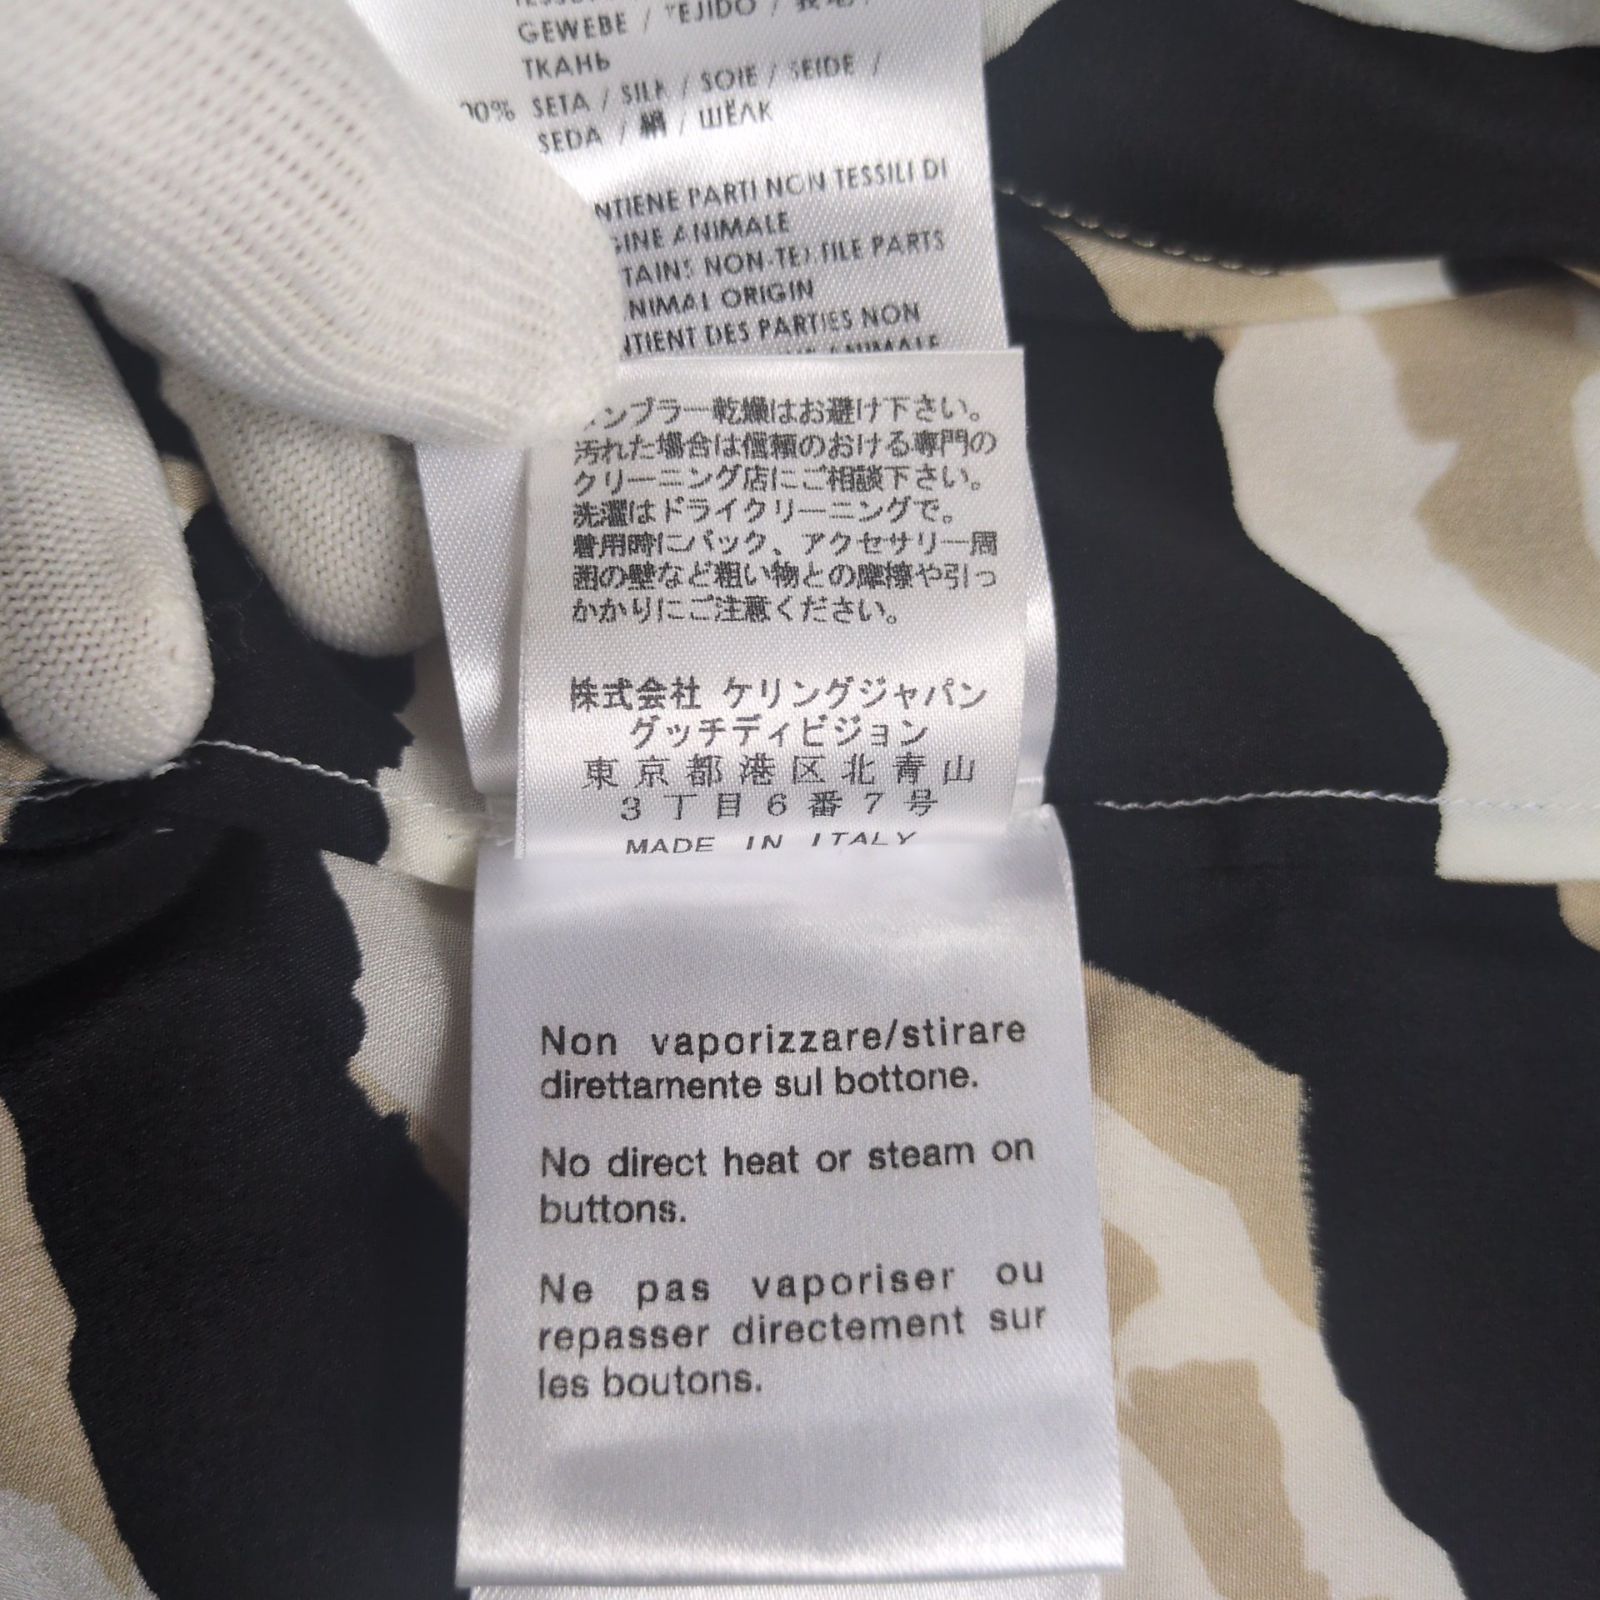 GEWEBE / TEJIDO / 表地 /
ТКАНЬ
SETA / SILK / SOIE / SEIDE /
SEDA / 絹 / ШЁЛК
PARTI NON TESSILI DI
ANIMALE
NON-TEXTILE PARTS
ORIGIN
DES PARTIES NON
ANIMALE
ンブラー乾燥はお避け下さい。
汚れた場合は信頼のおける専門の
クリーニング店にご相談下さい。
洗濯はドライクリーニングで。
着用時にバック、アクセサリー周
囲の壁など粗い物との摩擦や引っ
かかりにご注意ください。
株式会社 ケリングジャパン
グッチディビジョン
東京都港区北青山
3丁目6番7号
MADE IN ITALY
Non vaporizzare/stirare
direttamente sul bottone.
No direct heat or steam on
buttons.
Ne pas vaporiser ou
repasser directement sur
les boutons.